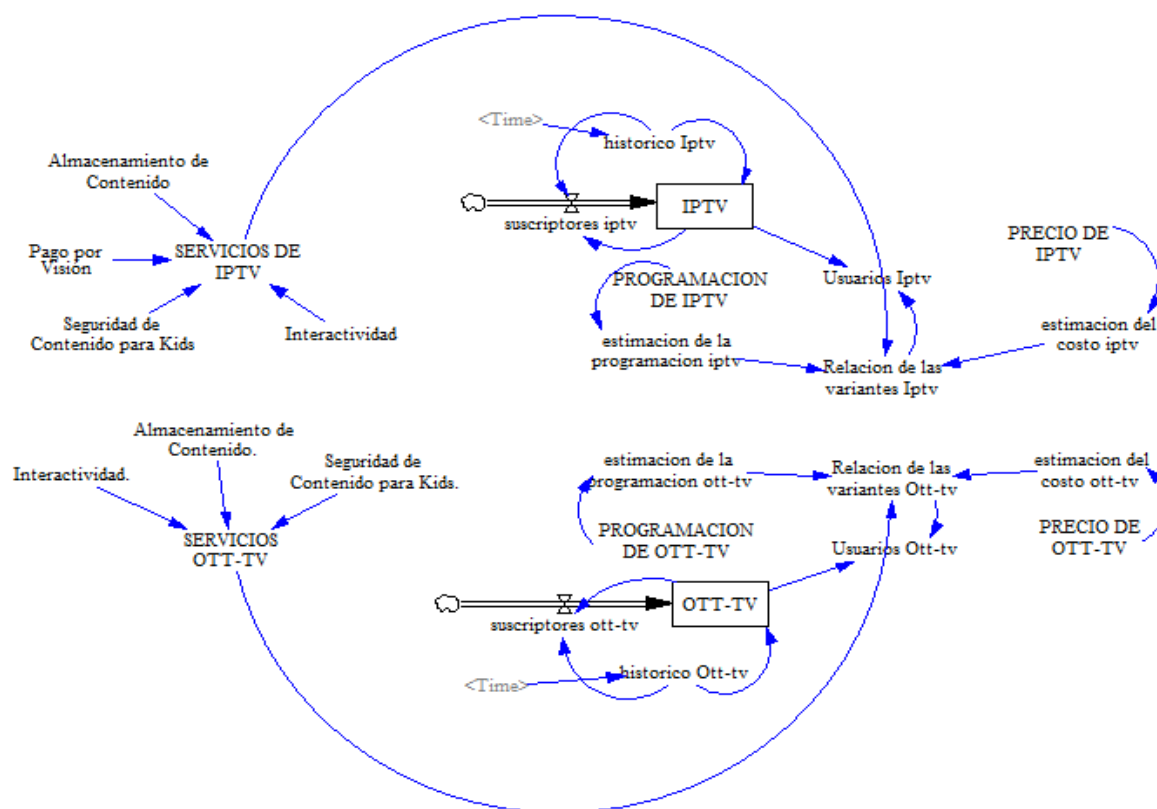 <Time>
historico Iptv
Almacenamiento de
Contenido
IPTV
suscriptores iptv
Pago por
Visión
SERVICIOS DE
IPTV
PRECIO DE
IPTV
PROGRAMACION
DE IPTV
Usuarios Iptv
Seguridad de
Contenido para Kids
Interactividad
estimacion de la
programacion iptv
estimacion del
costo iptv
Relacion de las
variantes Iptv
Almacenamiento de
Contenido.
Interactividad.
Seguridad de
Contenido para Kids.
estimacion de la
programacion ott-tv
Relacion de las
variantes Ott-tv
estimacion del
costo ott-tv
SERVICIOS
OTT-TV
PROGRAMACION
DE OTT-TV
Usuarios Ott-tv
PRECIO DE
OTT-TV
OTT-TV
suscriptores ott-tv
historico Ott-tv
<Time>